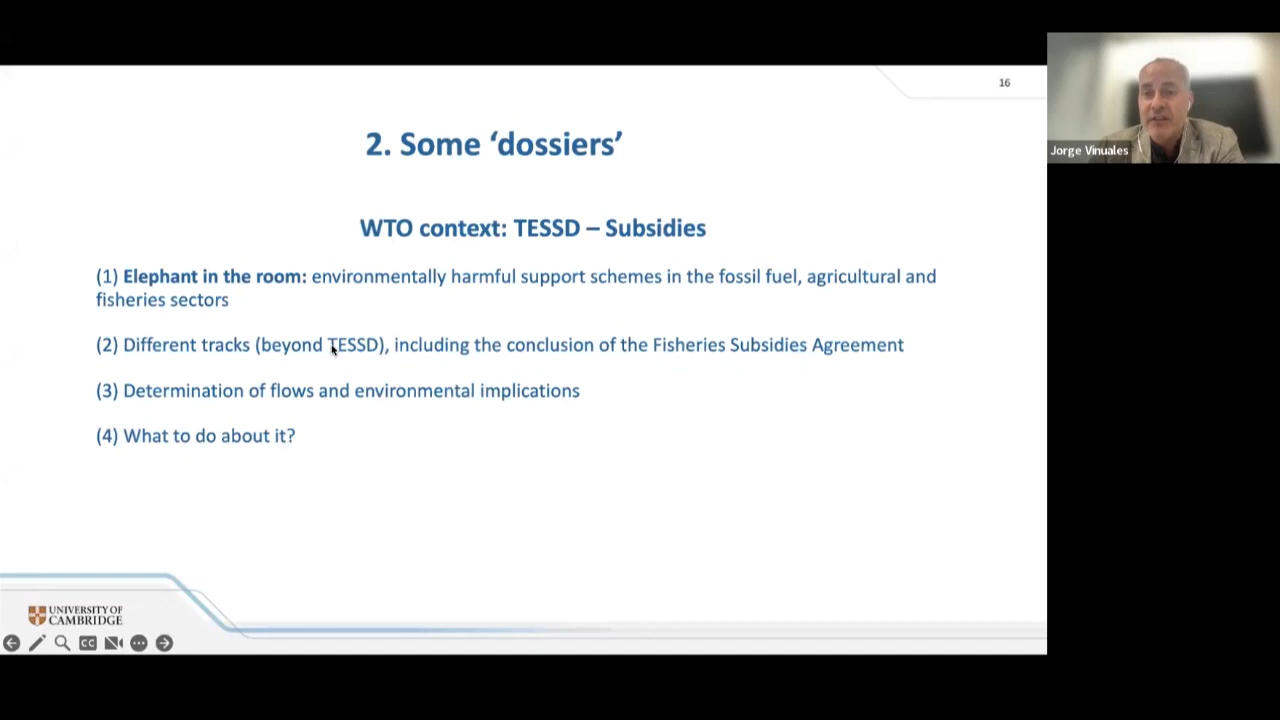 16
2. Some ‘dossiers’
WTO context: TESSD – Subsidies
(1) Elephant in the room: environmentally harmful support schemes in the fossil fuel, agricultural and
fisheries sectors
(2) Different tracks (beyond TESSD), including the conclusion of the Fisheries Subsidies Agreement
(3) Determination of flows and environmental implications
(4) What to do about it?
UNIVERSITY OF
CAMBRIDGE
CC
Jorge Vinuales